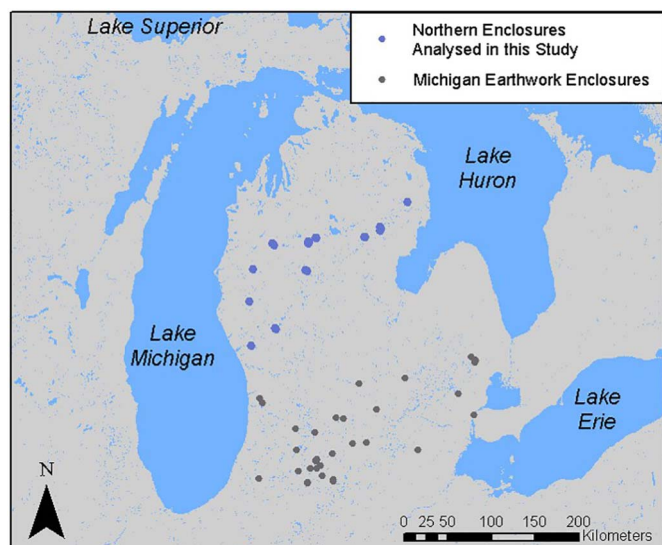 Lake Superior
Northern Enclosures
Analysed in this Study
Michigan Earthwork Enclosures
Lake
Huron
Lake
Michigan
Lake
Erie
N
0 25 50 100 150 200
Kilometers